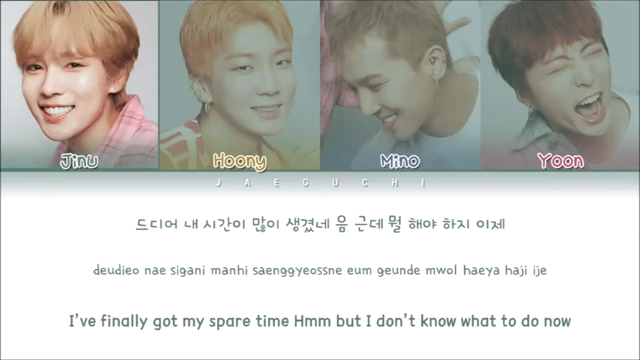 Jinu Hoony Mino Yoon
JAEGUCHI
드디어 내 시간이 많이 생겼네 음 근데 뭘 해야 하지 이제
deudieo nae sigani manhi saenggyeossne eum geunde mwol haeya haji ije
I've finally got my spare time Hmm but I don't know what to do now